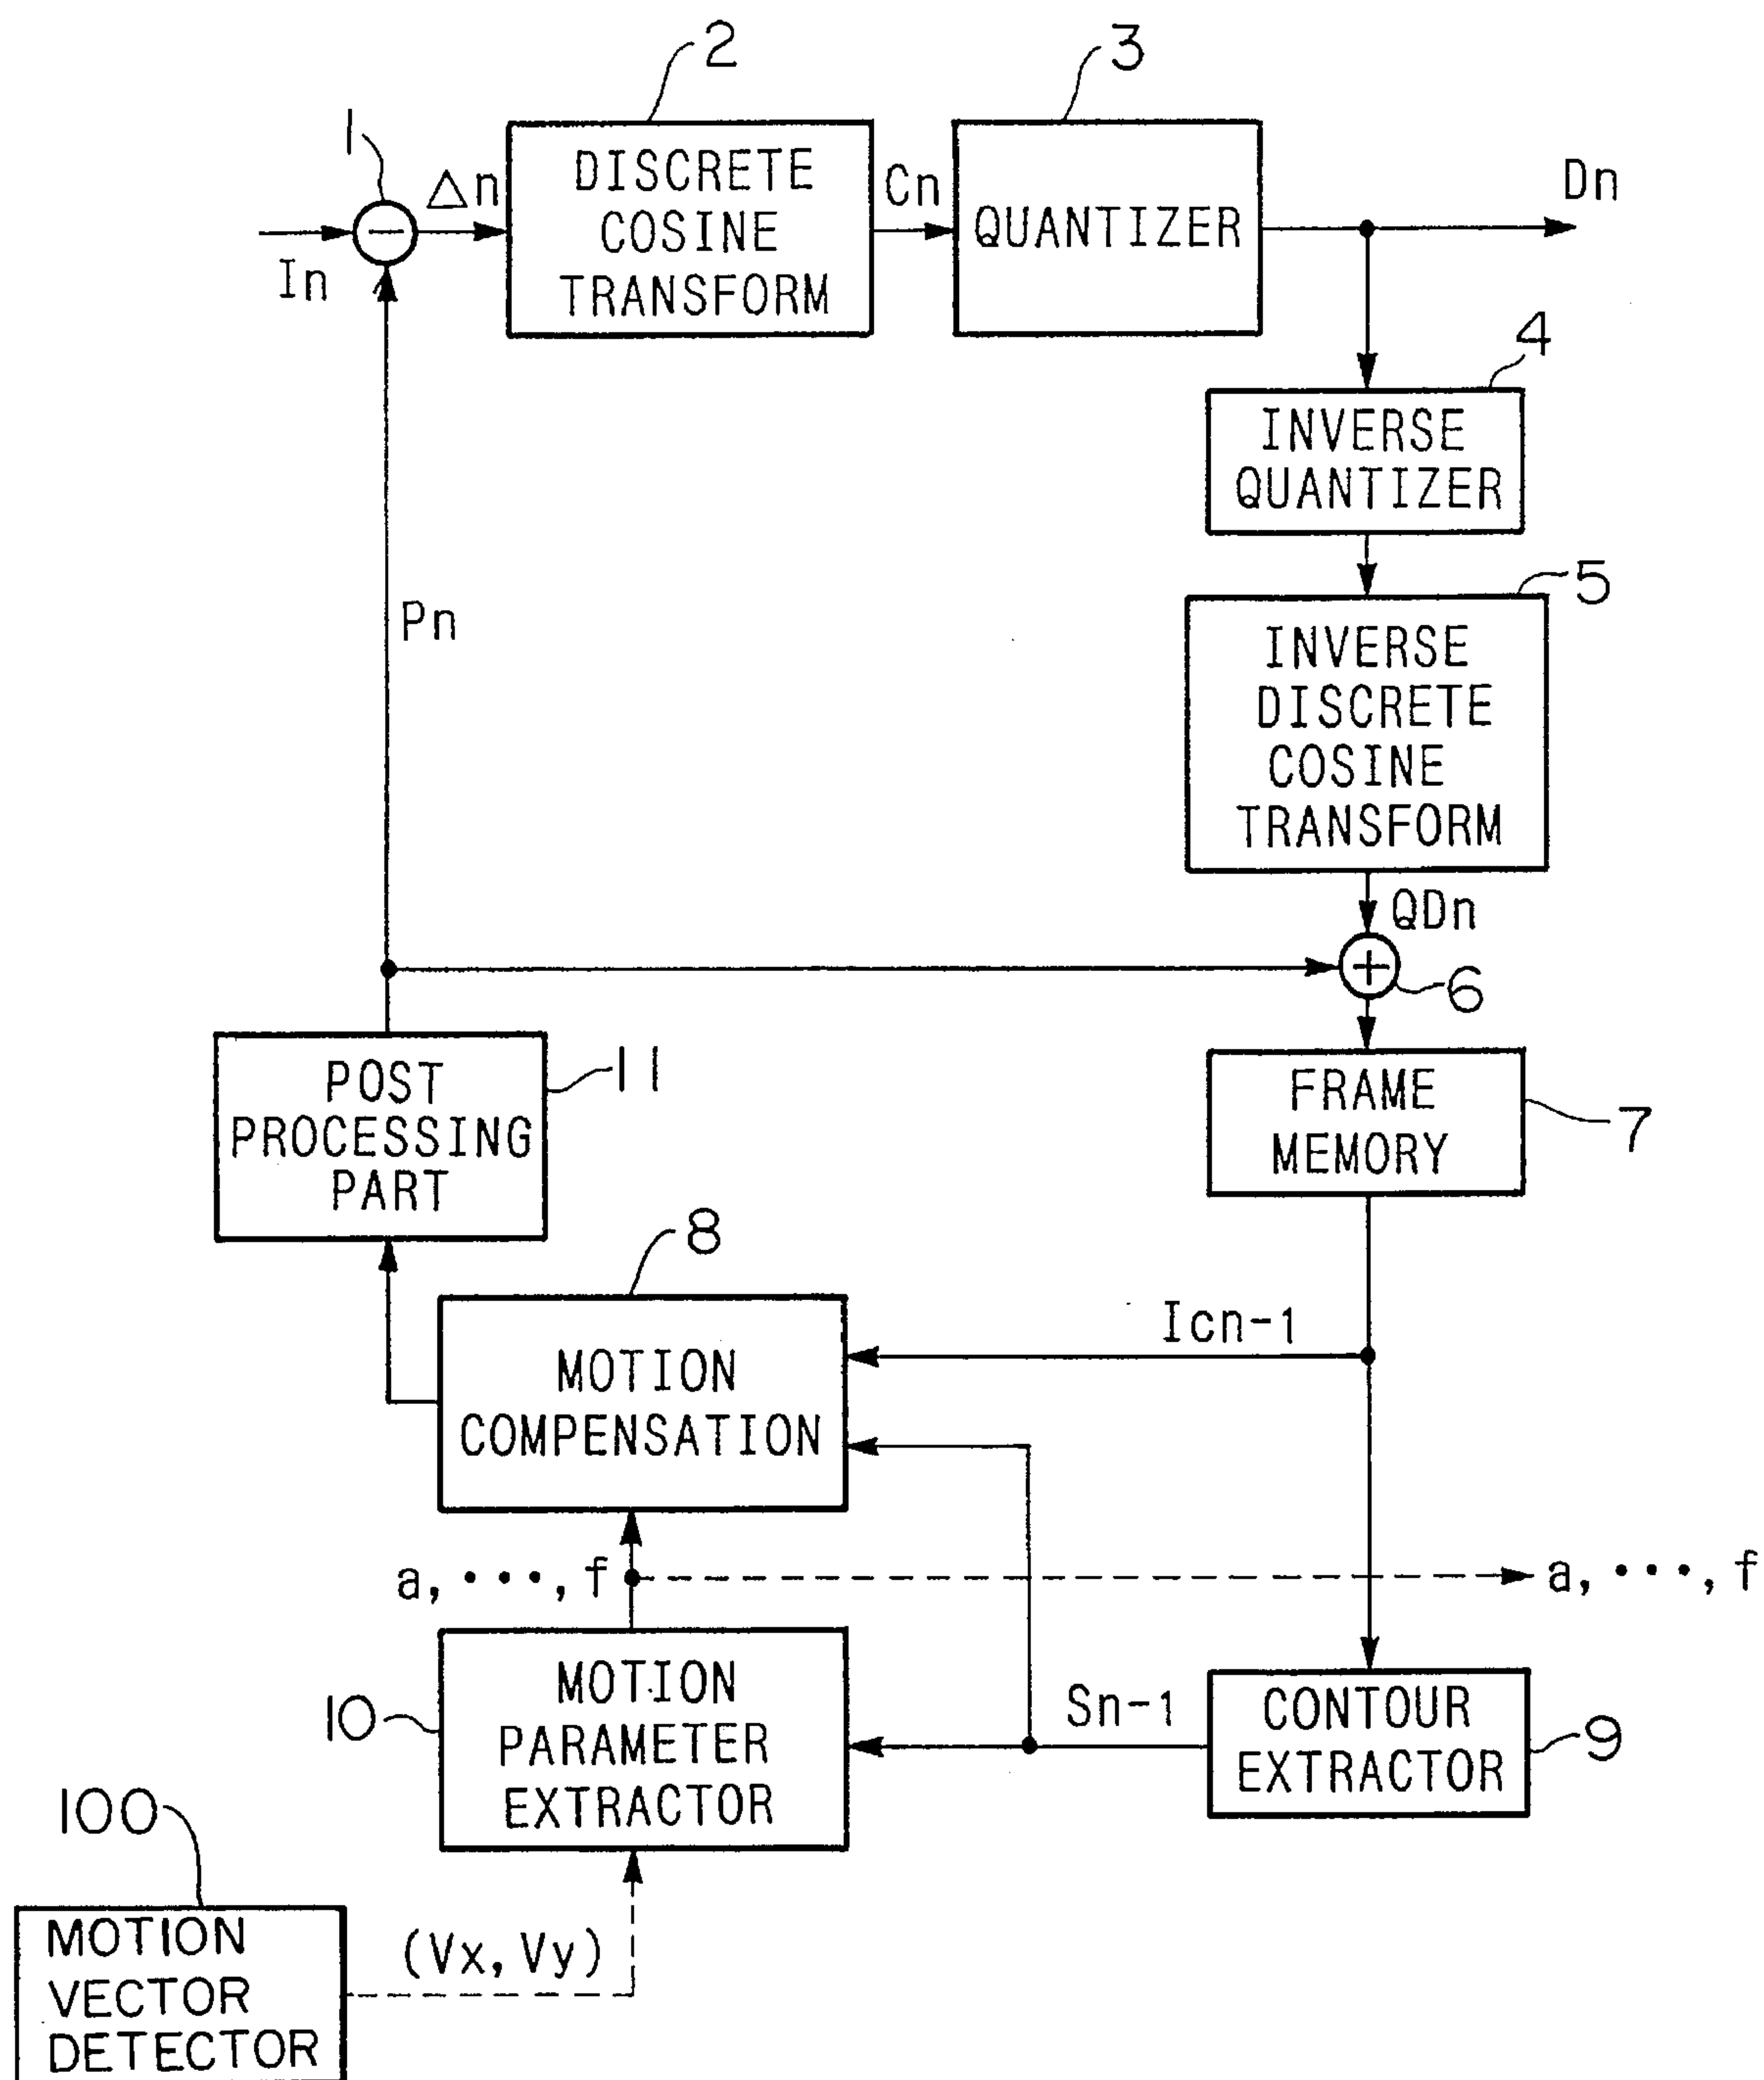 2
3
1
Δn
DISCRETE
COSINE
TRANSFORM
Cn
QUANTIZER
Dn
In
4
INVERSE
QUANTIZER
5
Pn
INVERSE
DISCRETE
COSINE
TRANSFORM
QDn
6
POST
PROCESSING
PART
11
FRAME
MEMORY
7
8
Icn-1
MOTION
COMPENSATION
a, ···, f
a, ···, f
10
MOTION
PARAMETER
EXTRACTOR
Sn-1
CONTOUR
EXTRACTOR
9
100
MOTION
VECTOR
DETECTOR
(Vx, Vy)